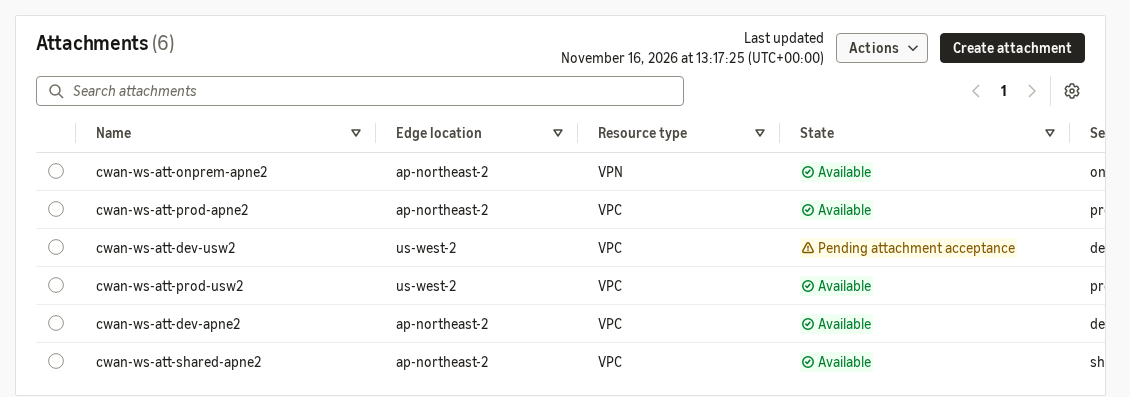 Attachments (6)
Last updated
November 16, 2026 at 13:17:25 (UTC+00:00)
Actions
Create attachment
Search attachments
1
Name Edge location Resource type State
cwan-ws-att-onprem-apne2 ap-northeast-2 VPN Available
cwan-ws-att-prod-apne2 ap-northeast-2 VPC Available
cwan-ws-att-dev-usw2 us-west-2 VPC Pending attachment acceptance
cwan-ws-att-prod-usw2 us-west-2 VPC Available
cwan-ws-att-dev-apne2 ap-northeast-2 VPC Available
cwan-ws-att-shared-apne2 ap-northeast-2 VPC Available